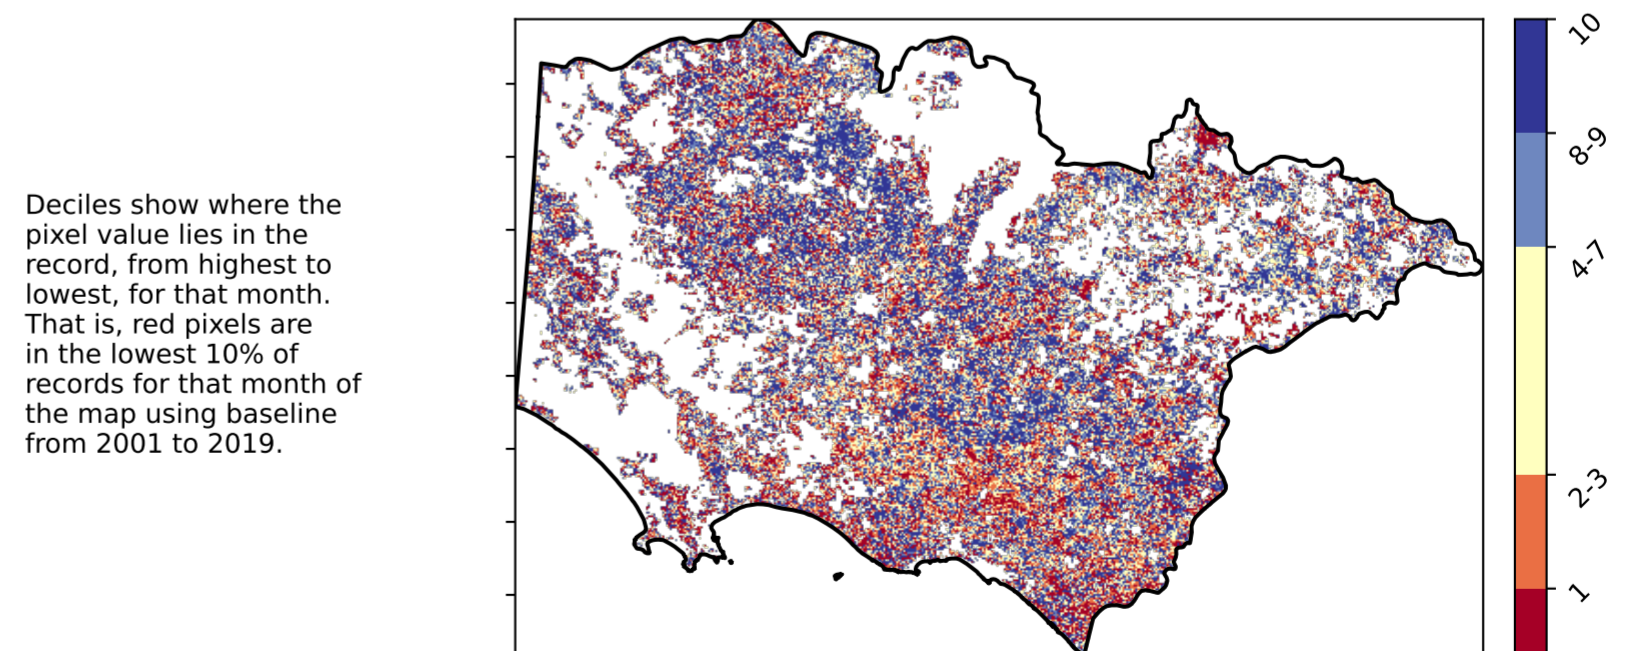 Deciles show where the
pixel value lies in the
record, from highest to
lowest, for that month.
That is, red pixels are
in the lowest 10% of
records for that month of
the map using baseline
from 2001 to 2019.
10
8-9
4-7
2-3
1